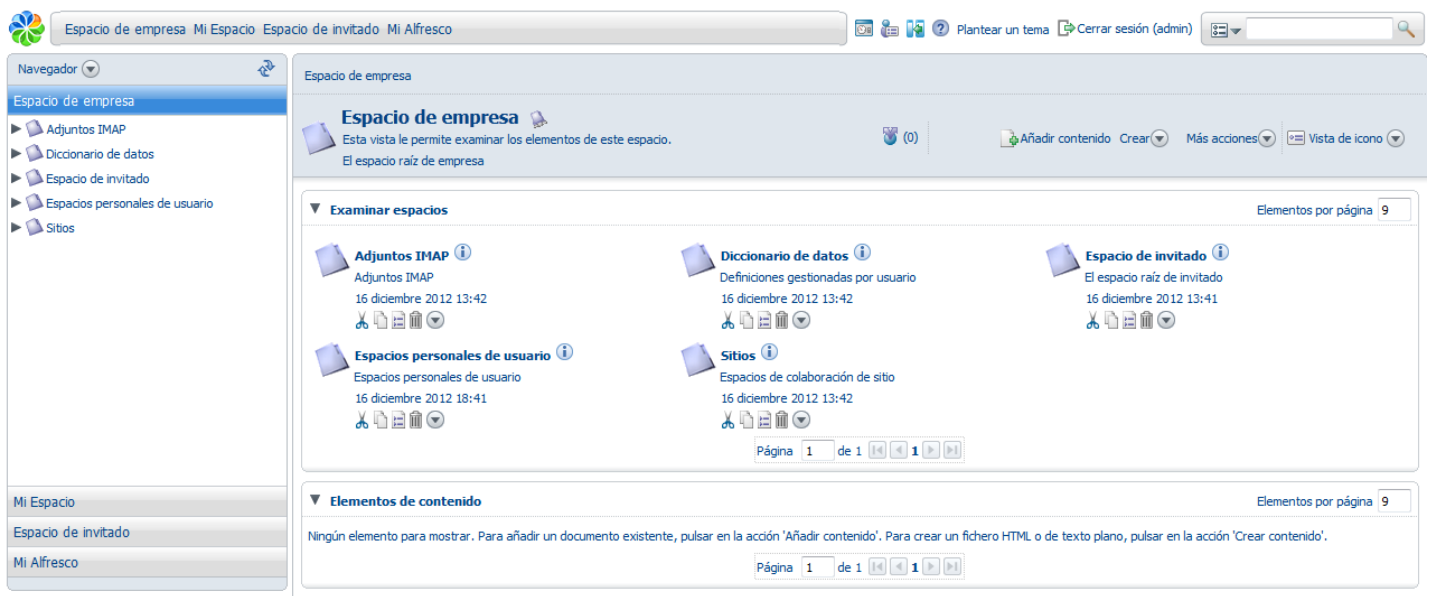 Espacio de empresa Mi Espacio Espacio de invitado Mi Alfresco
Plantear un tema Cerrar sesión (admin)
Navegador
Espacio de empresa
Adjuntos IMAP
Diccionario de datos
Espacio de invitado
Espacios personales de usuario
Sitios
Mi Espacio
Espacio de invitado
Mi Alfresco
Espacio de empresa
Espacio de empresa
Esta vista le permite examinar los elementos de este espacio.
El espacio raíz de empresa
(0)
Añadir contenido Crear Más acciones Vista de icono
Examinar espacios
Elementos por página 9
Adjuntos IMAP
Adjuntos IMAP
16 diciembre 2012 13:42
Diccionario de datos
Definiciones gestionadas por usuario
16 diciembre 2012 13:42
Espacio de invitado
El espacio raíz de invitado
16 diciembre 2012 13:41
Espacios personales de usuario
Espacios personales de usuario
16 diciembre 2012 18:41
Sitios
Espacios de colaboración de sitio
16 diciembre 2012 13:42
Página 1 de 1 1
Elementos de contenido
Elementos por página 9
Ningún elemento para mostrar. Para añadir un documento existente, pulsar en la acción 'Añadir contenido'. Para crear un fichero HTML o de texto plano, pulsar en la acción 'Crear contenido'.
Página 1 de 1 1